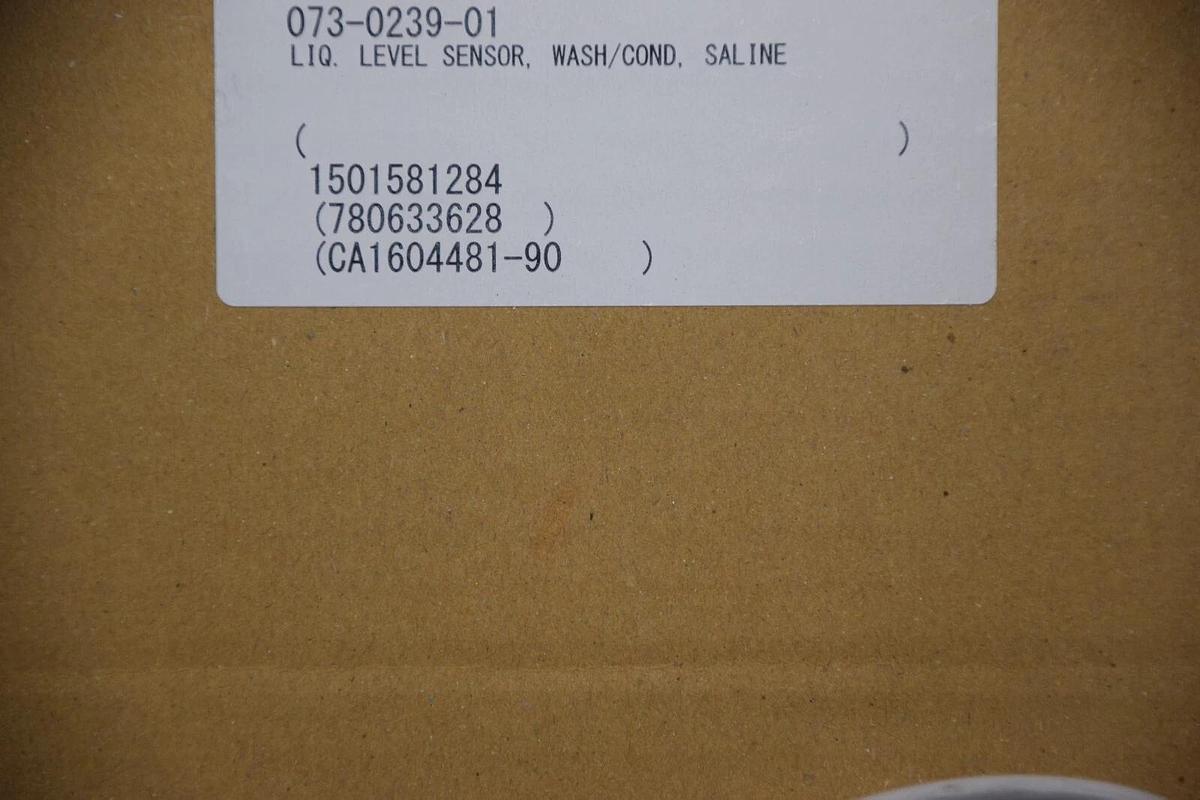 073-0239-01
LIQ. LEVEL SENSOR, WASH/COND, SALINE
( )
1501581284
(780633628 )
(CA1604481-90 )